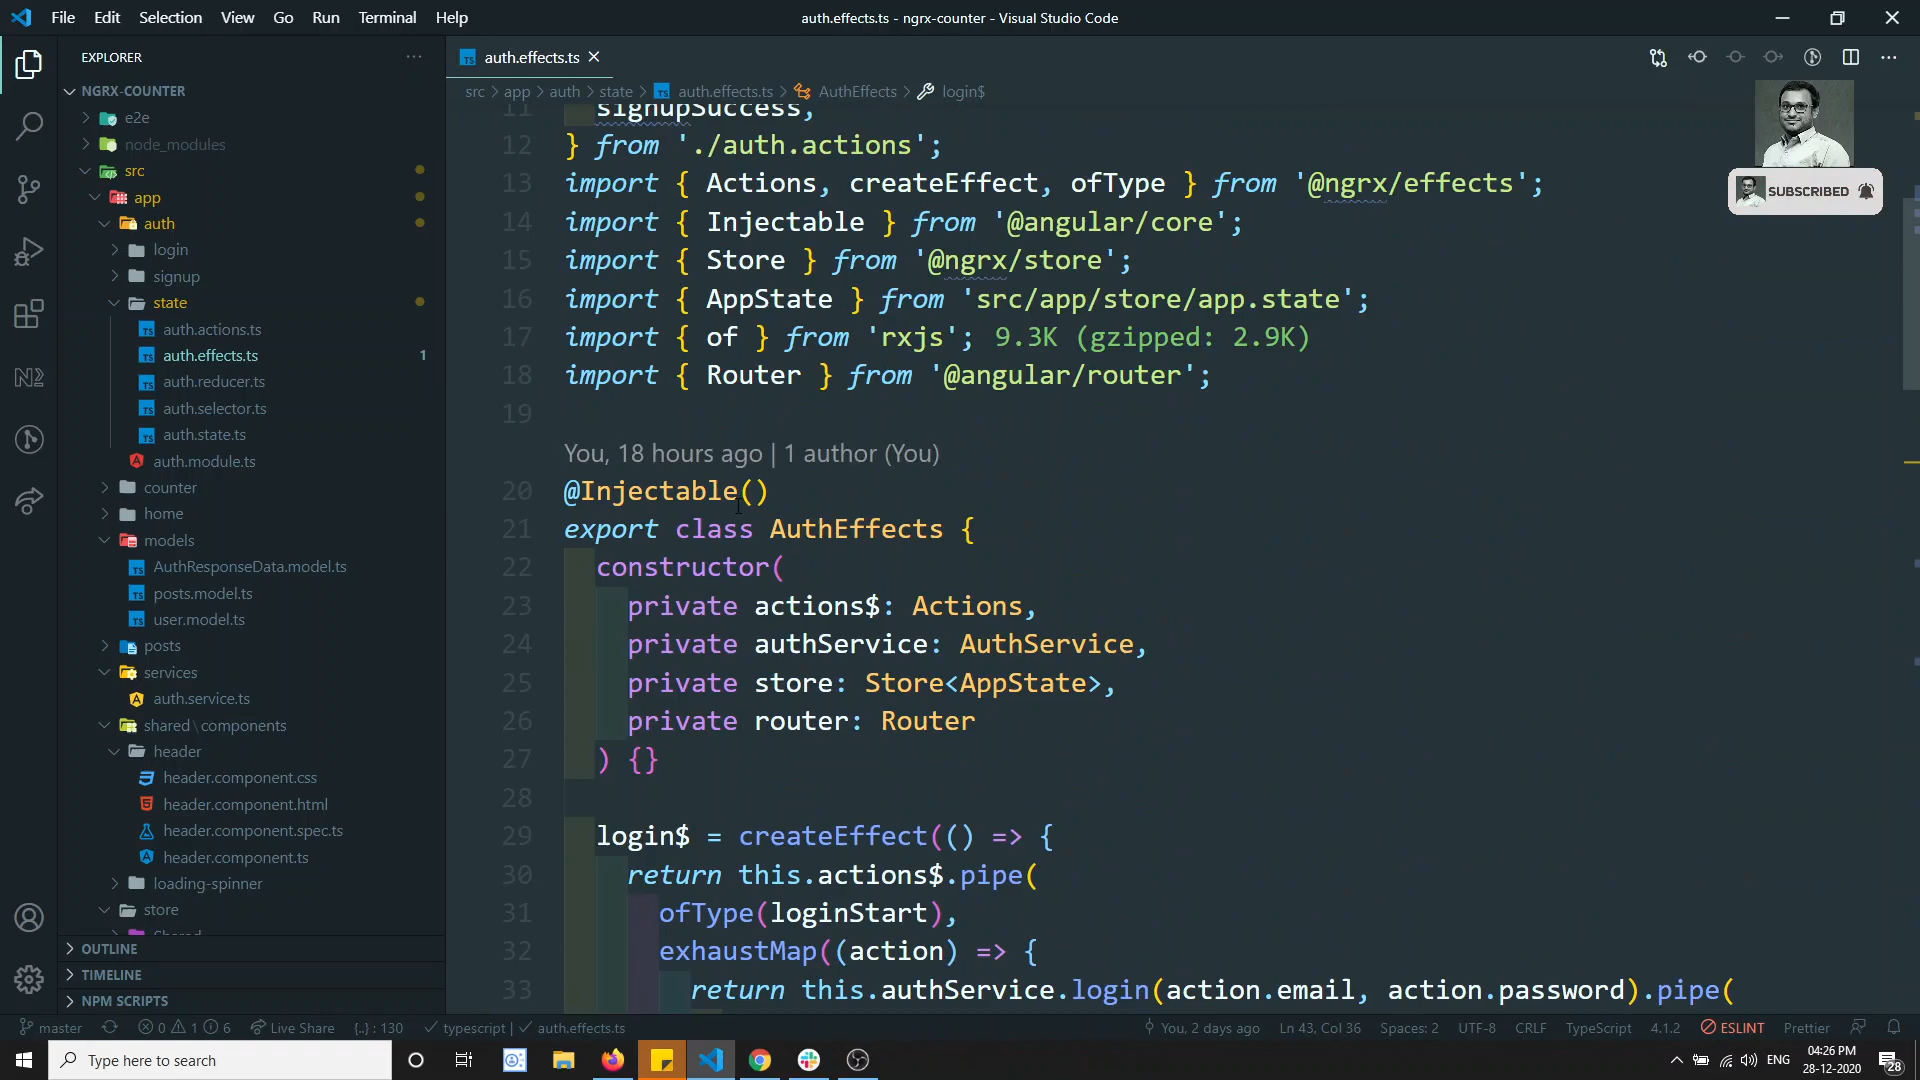 File Edit Selection View Go Run Terminal Help
auth.effects.ts - ngrx-counter - Visual Studio Code
EXPLORER
NGRX-COUNTER
e2e
node_modules
src
app
auth
login
signup
state
auth.actions.ts
auth.effects.ts 1
auth.reducer.ts
auth.selector.ts
auth.state.ts
auth.module.ts
counter
home
models
AuthResponseData.model.ts
posts.model.ts
user.model.ts
posts
services
auth.service.ts
shared \ components
header
header.component.css
header.component.html
header.component.spec.ts
header.component.ts
loading-spinner
store
Shared
OUTLINE
TIMELINE
NPM SCRIPTS
auth.effects.ts
src > app > auth > state > auth.effects.ts > AuthEffects > login$
SUBSCRIBED
11 signupSuccess,
12 } from './auth.actions';
13 import { Actions, createEffect, ofType } from '@ngrx/effects';
14 import { Injectable } from '@angular/core';
15 import { Store } from '@ngrx/store';
16 import { AppState } from 'src/app/store/app.state';
17 import { of } from 'rxjs'; 9.3K (gzipped: 2.9K)
18 import { Router } from '@angular/router';
19
You, 18 hours ago | 1 author (You)
20 @Injectable()
21 export class AuthEffects {
22 constructor(
23 private actions$: Actions,
24 private authService: AuthService,
25 private store: Store<AppState>,
26 private router: Router
27 ) {}
28
29 login$ = createEffect(() => {
30 return this.actions$.pipe(
31 ofType(loginStart),
32 exhaustMap((action) => {
33 return this.authService.login(action.email, action.password).pipe(
master 0 1 6 Live Share {..} : 130 typescript | auth.effects.ts You, 2 days ago Ln 43, Col 36 Spaces: 2 UTF-8 CRLF TypeScript 4.1.2 ESLINT Prettier
Type here to search
ENG
04:26 PM
28-12-2020
28